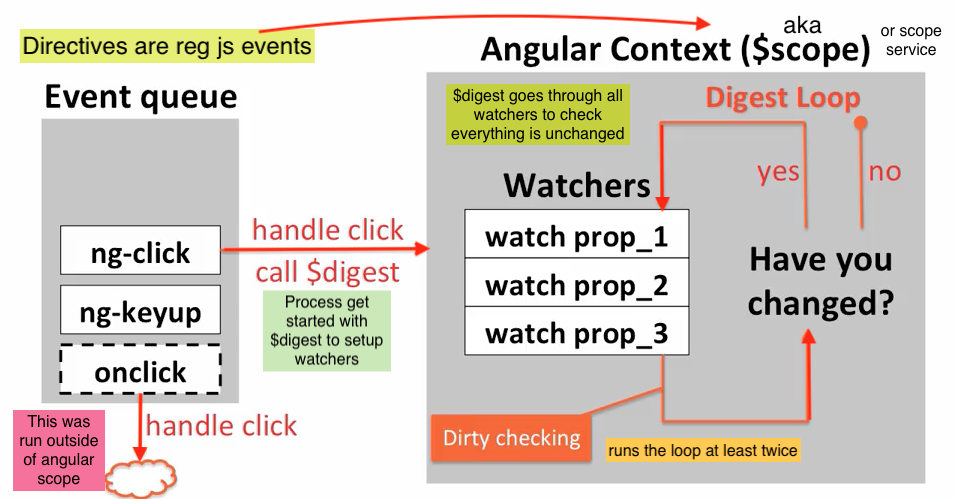 Directives are reg js events
aka
Angular Context ($scope)
or scope
service
Event queue
ng-click
ng-keyup
onclick
handle click
call $digest
Process get
started with
$digest to setup
watchers
This was
run outside
of angular
scope
handle click
$digest goes through all
watchers to check
everything is unchanged
Digest Loop
yes
no
Watchers
watch prop_1
watch prop_2
watch prop_3
Have you
changed?
Dirty checking
runs the loop at least twice